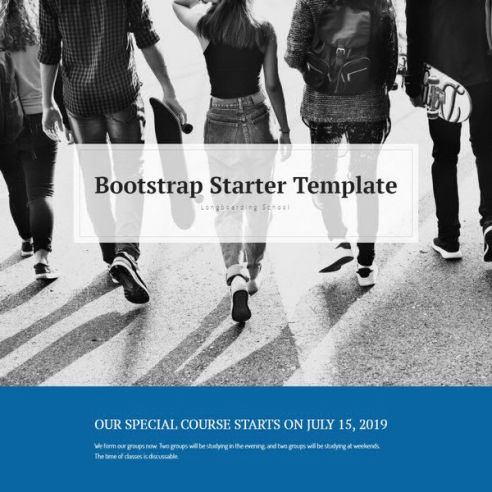 Bootstrap Starter Template
Longboarding School
OUR SPECIAL COURSE STARTS ON JULY 15, 2019
We form our groups now. Two groups will be studying in the evening, and two groups will be studying at weekends.
The time of classes is discussable.